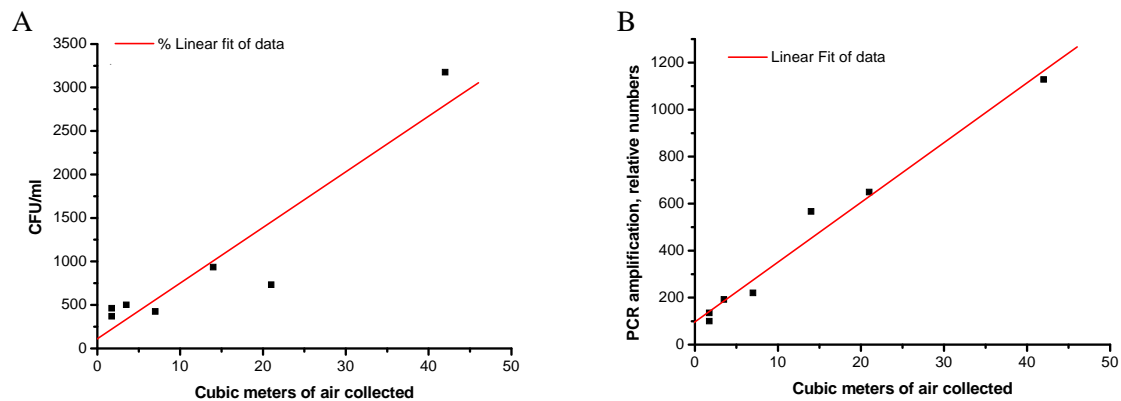 A
% Linear fit of data
3500
3000
2500
2000
1500
1000
500
0
CFU/ml
0 10 20 30 40 50
Cubic meters of air collected
B
Linear Fit of data
1200
1000
800
600
400
200
0
PCR amplification, relative numbers
0 10 20 30 40 50
Cubic meters of air collected